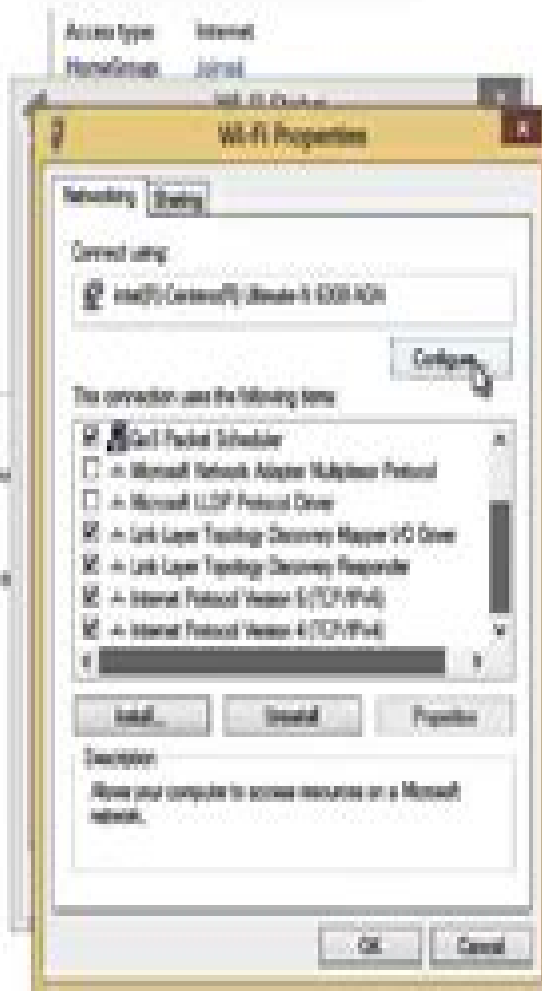 Access type: Internet
HomeGroup: Joined
Wi-Fi Status
Wi-Fi Properties
Networking Sharing
Connect using:
Intel(R) Centrino(R) Ultimate-N 6300 AGN
Configure...
This connection uses the following items:
QoS Packet Scheduler
Microsoft Network Adapter Multiplexor Protocol
Microsoft LLDP Protocol Driver
Link-Layer Topology Discovery Mapper I/O Driver
Link-Layer Topology Discovery Responder
Internet Protocol Version 6 (TCP/IPv6)
Internet Protocol Version 4 (TCP/IPv4)
Install... Uninstall Properties
Description
Allows your computer to access resources on a Microsoft
network.
OK Cancel